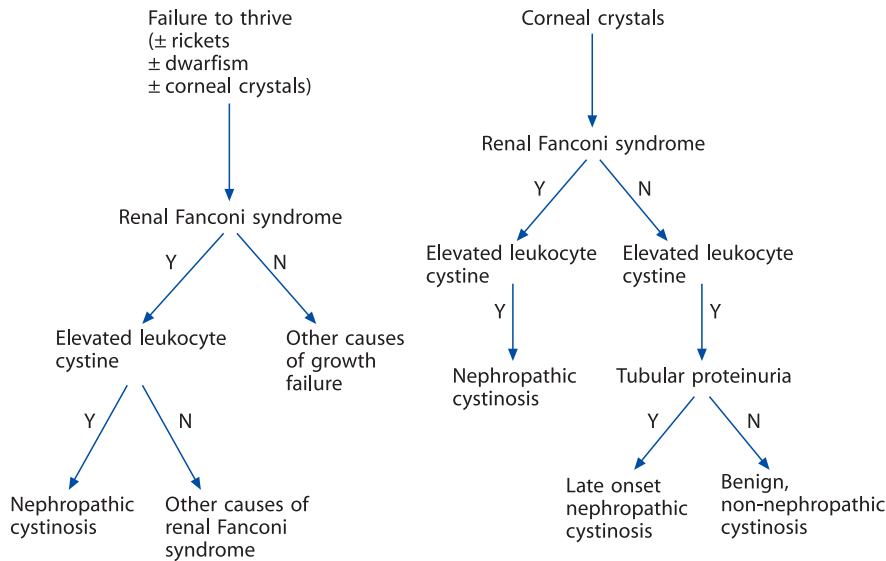 Failure to thrive
(± rickets
± dwarfism
± corneal crystals)
Renal Fanconi syndrome
Y
N
Elevated leukocyte
cystine
Other causes
of growth
failure
Y
N
Nephropathic
cystinosis
Other causes of
renal Fanconi
syndrome
Corneal crystals
Renal Fanconi syndrome
Y
N
Elevated leukocyte
cystine
Elevated leukocyte
cystine
Y
Y
Nephropathic
cystinosis
Tubular proteinuria
Y
N
Late onset
nephropathic
cystinosis
Benign,
non-nephropathic
cystinosis